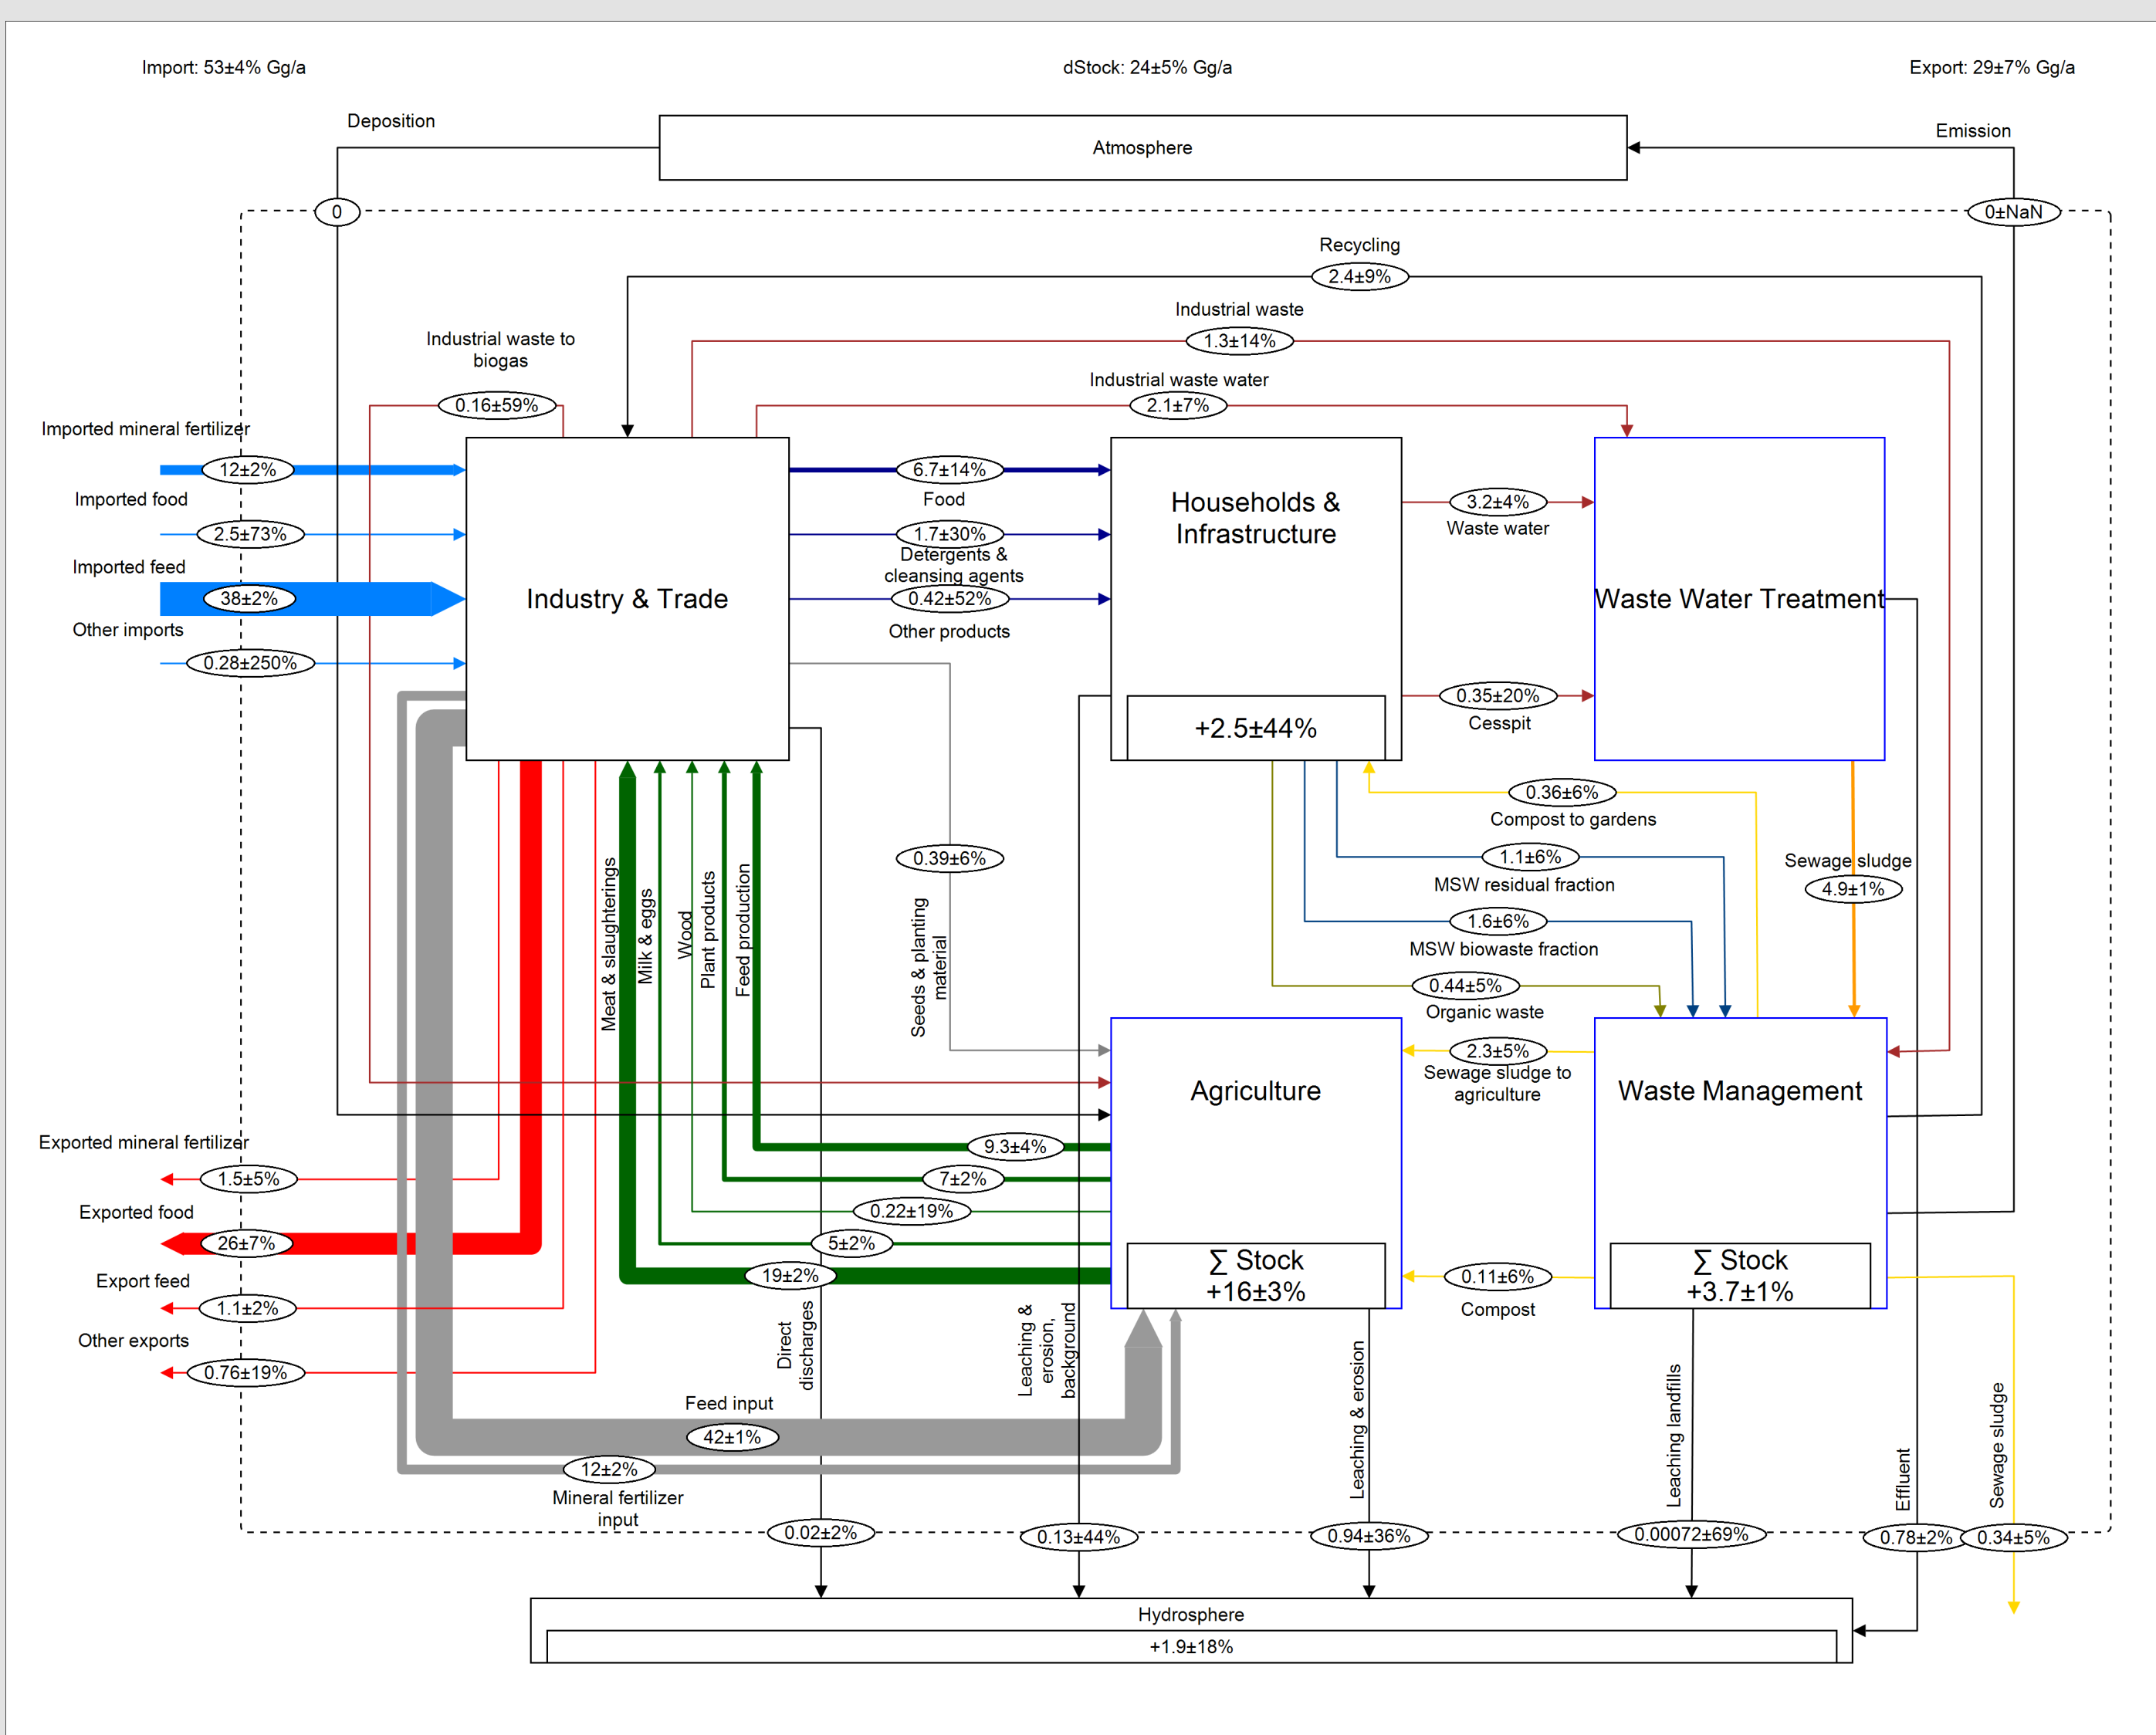 Import: 53±4% Gg/a
dStock: 24±5% Gg/a
Export: 29±7% Gg/a
Deposition
Emission
Atmosphere
0
0±NaN
Recycling
2.4±9%
Industrial waste
1.3±14%
Industrial waste to
biogas
0.16±59%
Industrial waste water
2.1±7%
Imported mineral fertilizer
12±2%
Imported food
2.5±73%
Imported feed
38±2%
Other imports
0.28±250%
Industry & Trade
6.7±14%
Food
1.7±30%
Detergents &
cleansing agents
0.42±52%
Other products
Households &
Infrastructure
+2.5±44%
3.2±4%
Waste water
0.35±20%
Cesspit
Waste Water Treatment
0.36±6%
Compost to gardens
1.1±6%
MSW residual fraction
1.6±6%
MSW biowaste fraction
0.44±5%
Organic waste
Sewage sludge
4.9±1%
0.39±6%
Seeds & planting
material
Meat & slaughterings
Milk & eggs
Wood
Plant products
Feed production
Agriculture
∑ Stock
+16±3%
2.3±5%
Sewage sludge to
agriculture
0.11±6%
Compost
Waste Management
∑ Stock
+3.7±1%
9.3±4%
7±2%
0.22±19%
5±2%
19±2%
Exported mineral fertilizer
1.5±5%
Exported food
26±7%
Export feed
1.1±2%
Other exports
0.76±19%
Feed input
42±1%
12±2%
Mineral fertilizer
input
Direct
discharges
Leaching &
erosion,
background
Leaching & erosion
Leaching landfills
Effluent
Sewage sludge
0.02±2%
0.13±44%
0.94±36%
0.00072±69%
0.78±2%
0.34±5%
Hydrosphere
+1.9±18%